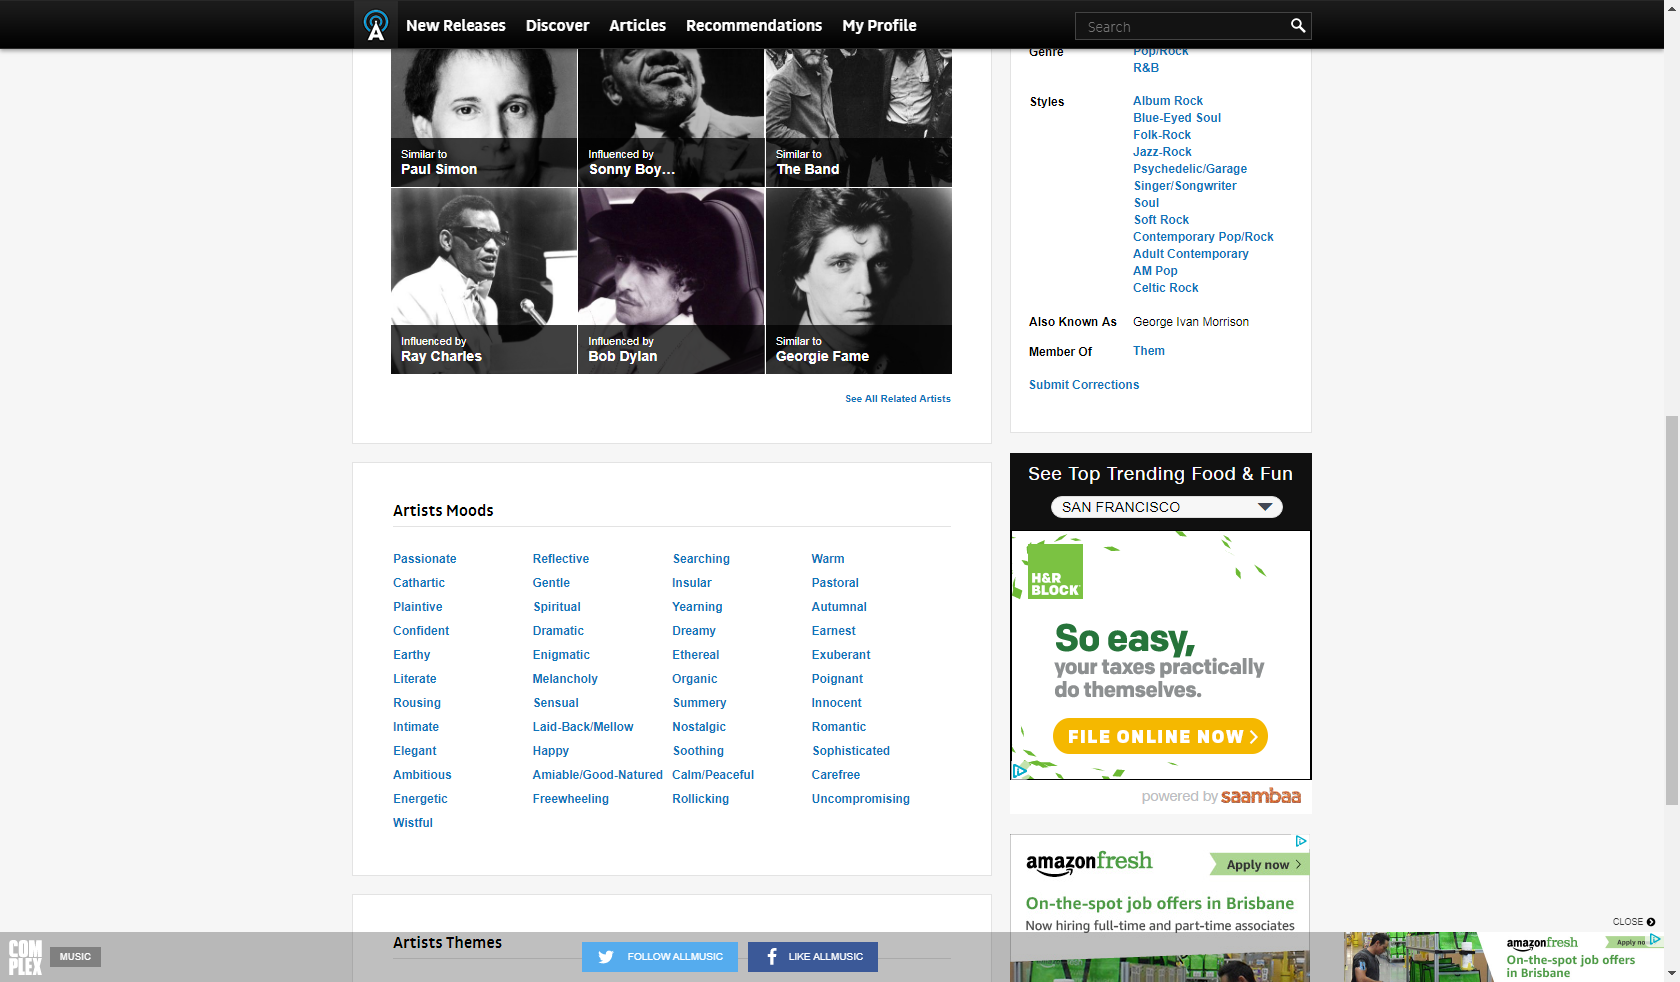 New Releases
Discover
Articles
Recommendations
My Profile
Search
Similar to
Paul Simon
Influenced by
Sonny Boy...
Similar to
The Band
Influenced by
Ray Charles
Influenced by
Bob Dylan
Similar to
Georgie Fame
See All Related Artists
Genre
Pop/Rock
R&B
Styles
Album Rock
Blue-Eyed Soul
Folk-Rock
Jazz-Rock
Psychedelic/Garage
Singer/Songwriter
Soul
Soft Rock
Contemporary Pop/Rock
Adult Contemporary
AM Pop
Celtic Rock
Also Known As George Ivan Morrison
Member Of Them
Submit Corrections
Artists Moods
Passionate Reflective Searching Warm
Cathartic Gentle Insular Pastoral
Plaintive Spiritual Yearning Autumnal
Confident Dramatic Dreamy Earnest
Earthy Enigmatic Ethereal Exuberant
Literate Melancholy Organic Poignant
Rousing Sensual Summery Innocent
Intimate Laid-Back/Mellow Nostalgic Romantic
Elegant Happy Soothing Sophisticated
Ambitious Amiable/Good-Natured Calm/Peaceful Carefree
Energetic Freewheeling Rollicking Uncompromising
Wistful
See Top Trending Food & Fun
SAN FRANCISCO
H&R
BLOCK
So easy,
your taxes practically
do themselves.
FILE ONLINE NOW
powered by saambaa
amazonfresh
Apply now
On-the-spot job offers in Brisbane
Now hiring full-time and part-time associates
Artists Themes
COM
PLEX
MUSIC
FOLLOW ALLMUSIC
LIKE ALLMUSIC
CLOSE
amazonfresh
Apply no
On-the-spot job offers
in Brisbane